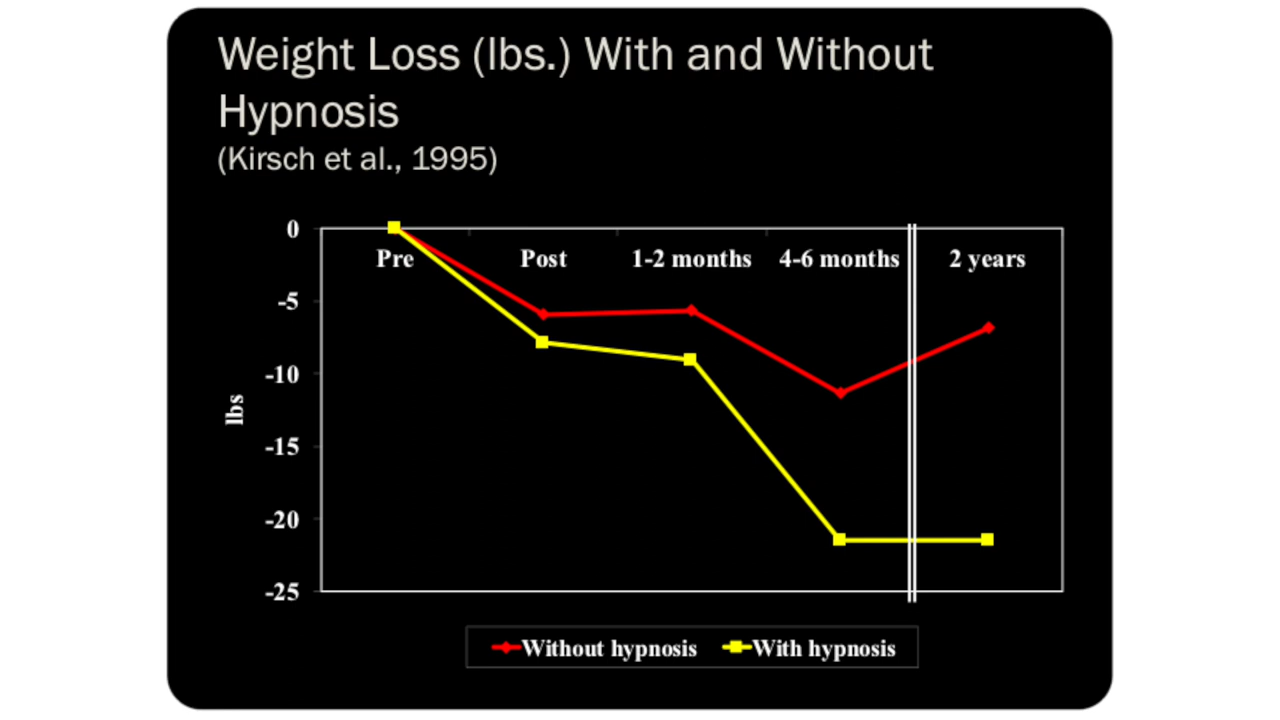 Weight Loss (lbs.) With and Without
Hypnosis
(Kirsch et al., 1995)
0
Pre Post 1-2 months 4-6 months 2 years
-5
-10
lbs
-15
-20
-25
Without hypnosis With hypnosis